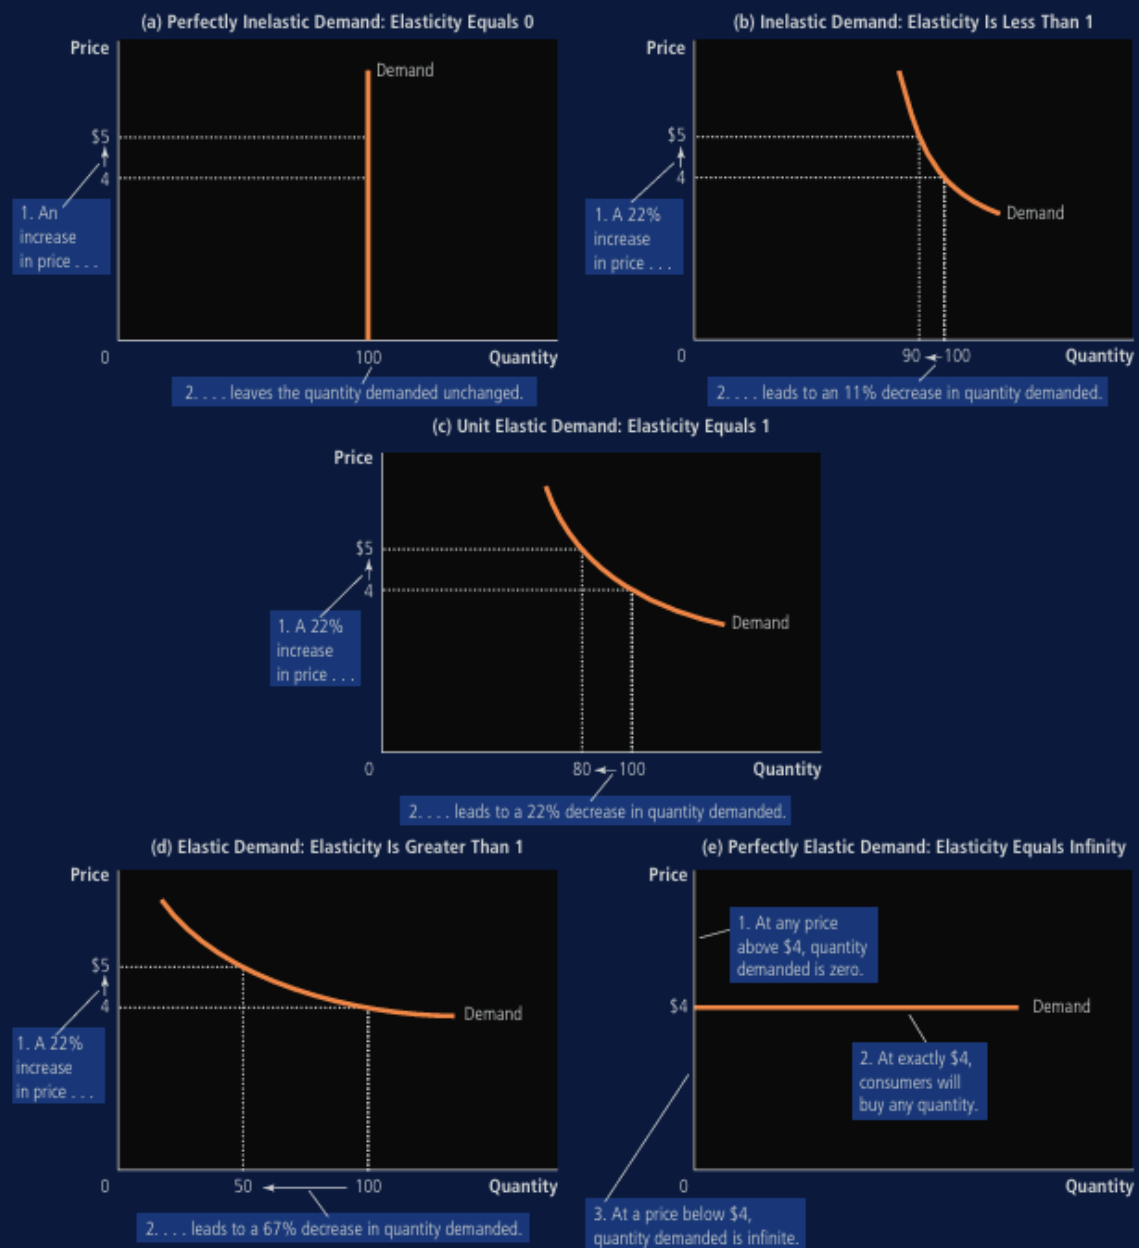 (a) Perfectly Inelastic Demand: Elasticity Equals 0
Price
Demand
$5
4
1. An
increase
in price . . .
0
100
Quantity
2. . . . leaves the quantity demanded unchanged.
(b) Inelastic Demand: Elasticity Is Less Than 1
Price
$5
4
1. A 22%
increase
in price . . .
Demand
0
90
100
Quantity
2. . . . leads to an 11% decrease in quantity demanded.
(c) Unit Elastic Demand: Elasticity Equals 1
Price
$5
4
1. A 22%
increase
in price . . .
Demand
0
80
100
Quantity
2. . . . leads to a 22% decrease in quantity demanded.
(d) Elastic Demand: Elasticity Is Greater Than 1
Price
$5
4
Demand
1. A 22%
increase
in price . . .
0
50
100
Quantity
2. . . . leads to a 67% decrease in quantity demanded.
(e) Perfectly Elastic Demand: Elasticity Equals Infinity
Price
1. At any price
above $4, quantity
demanded is zero.
$4
Demand
2. At exactly $4,
consumers will
buy any quantity.
0
Quantity
3. At a price below $4,
quantity demanded is infinite.